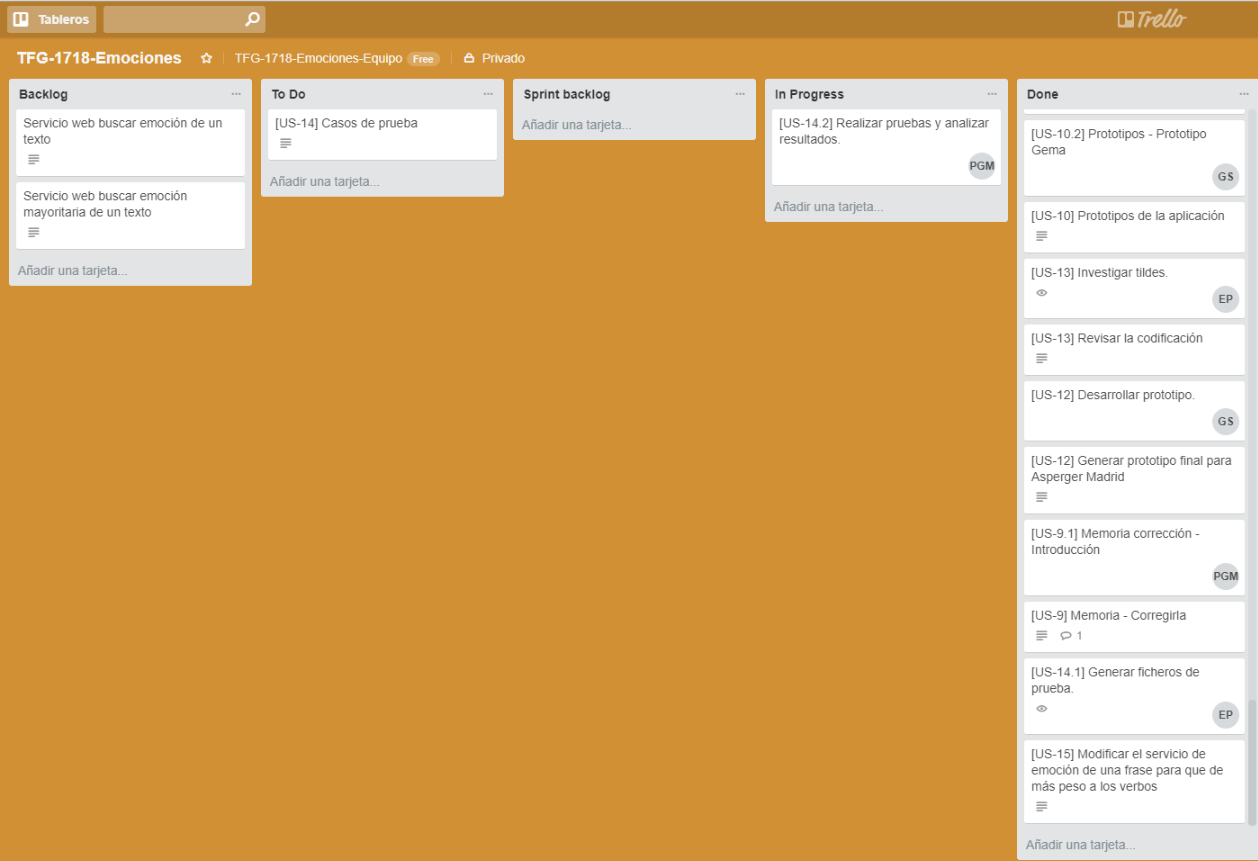 Tableros
Trello
TFG-1718-Emociones
TFG-1718-Emociones-Equipo Free
Privado
Backlog
Servicio web buscar emoción de un
texto
Servicio web buscar emoción
mayoritaria de un texto
Añadir una tarjeta...
To Do
[US-14] Casos de prueba
Añadir una tarjeta...
Sprint backlog
Añadir una tarjeta...
In Progress
[US-14.2] Realizar pruebas y analizar
resultados.
PGM
Añadir una tarjeta...
Done
[US-10.2] Prototipos - Prototipo
Gema
GS
[US-10] Prototipos de la aplicación
[US-13] Investigar tildes.
EP
[US-13] Revisar la codificación
[US-12] Desarrollar prototipo.
GS
[US-12] Generar prototipo final para
Asperger Madrid
[US-9.1] Memoria corrección -
Introducción
PGM
[US-9] Memoria - Corregirla
1
[US-14.1] Generar ficheros de
prueba.
EP
[US-15] Modificar el servicio de
emoción de una frase para que de
más peso a los verbos
Añadir una tarjeta...